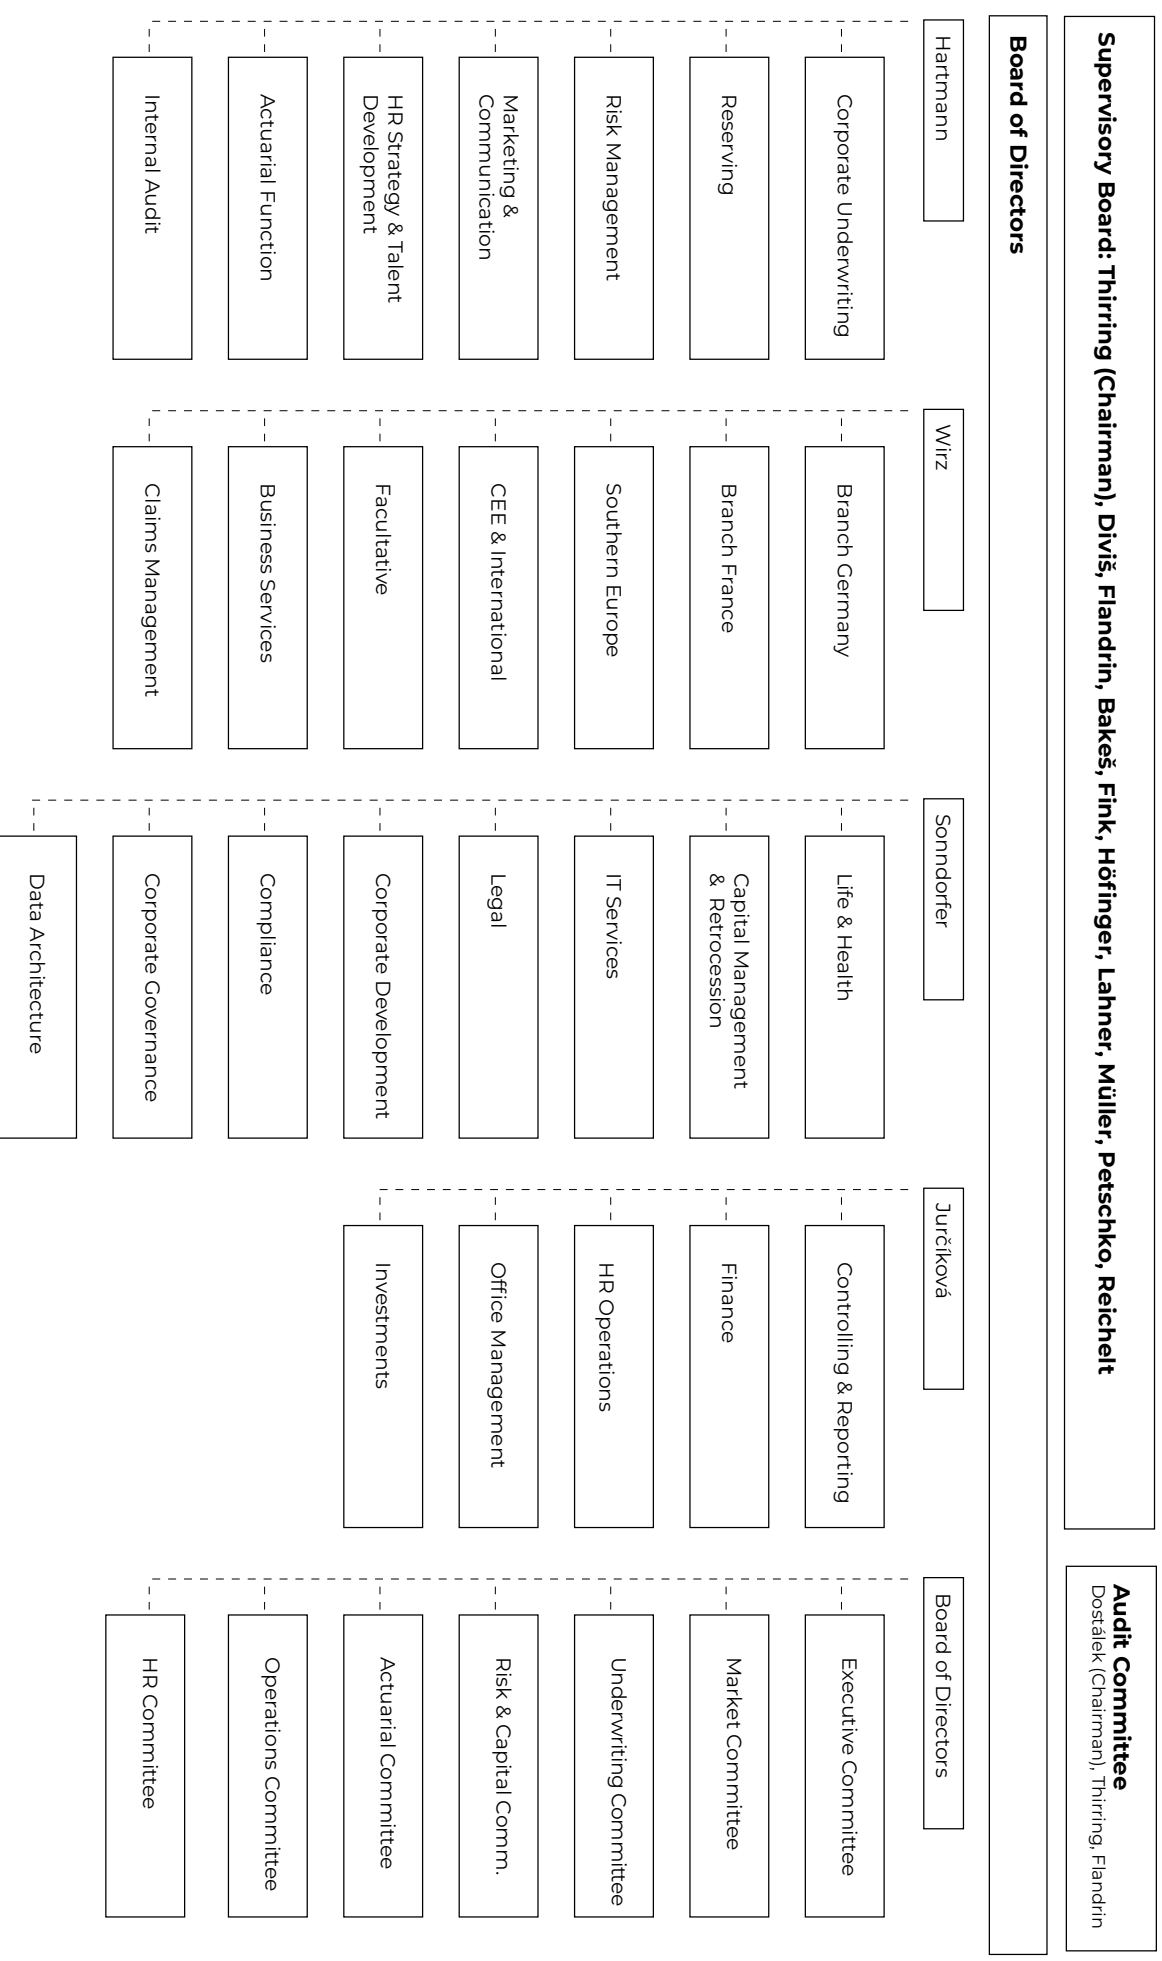 Supervisory Board: Thirring (Chairman), Diviš, Flandrin, Bakeš, Fink, Höfinger, Lahner, Müller, Petschko, Reichelt
Audit Committee
Dostálek (Chairman), Thirring, Flandrin
Board of Directors
Hartmann
Corporate Underwriting
Reserving
Risk Management
Marketing &
Communication
HR Strategy & Talent
Development
Actuarial Function
Internal Audit
Wirz
Branch Germany
Branch France
Southern Europe
CEE & International
Facultative
Business Services
Claims Management
Sonndorfer
Life & Health
Capital Management
& Retrocession
IT Services
Legal
Corporate Development
Compliance
Corporate Governance
Data Architecture
Jurčíková
Controlling & Reporting
Finance
HR Operations
Office Management
Investments
Board of Directors
Executive Committee
Market Committee
Underwriting Committee
Risk & Capital Comm.
Actuarial Committee
Operations Committee
HR Committee